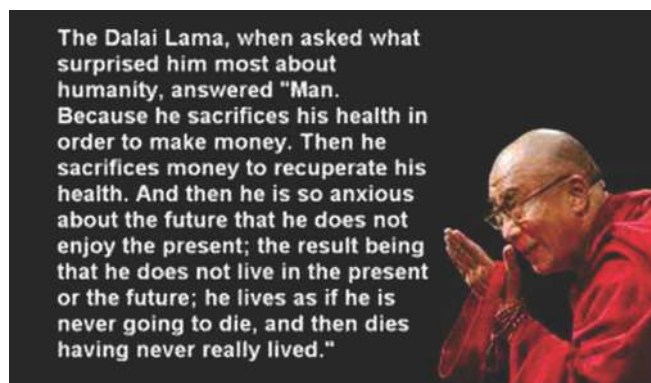 The Dalai Lama, when asked what
surprised him most about
humanity, answered "Man.
Because he sacrifices his health in
order to make money. Then he
sacrifices money to recuperate his
health. And then he is so anxious
about the future that he does not
enjoy the present; the result being
that he does not live in the present
or the future; he lives as if he is
never going to die, and then dies
having never really lived."